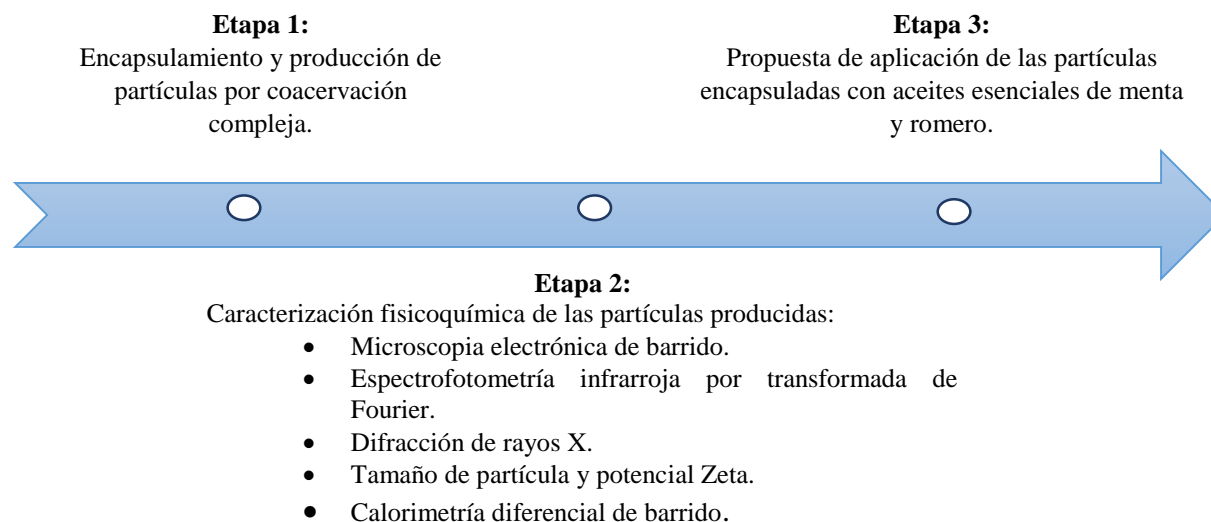 Etapa 1:
Encapsulamiento y producción de
partículas por coacervación
compleja.
Etapa 3:
Propuesta de aplicación de las partículas
encapsuladas con aceites esenciales de menta
y romero.
Etapa 2:
Caracterización fisicoquímica de las partículas producidas:
• Microscopia electrónica de barrido.
• Espectrofotometría infrarroja por transformada de
Fourier.
• Difracción de rayos X.
• Tamaño de partícula y potencial Zeta.
• Calorimetría diferencial de barrido.